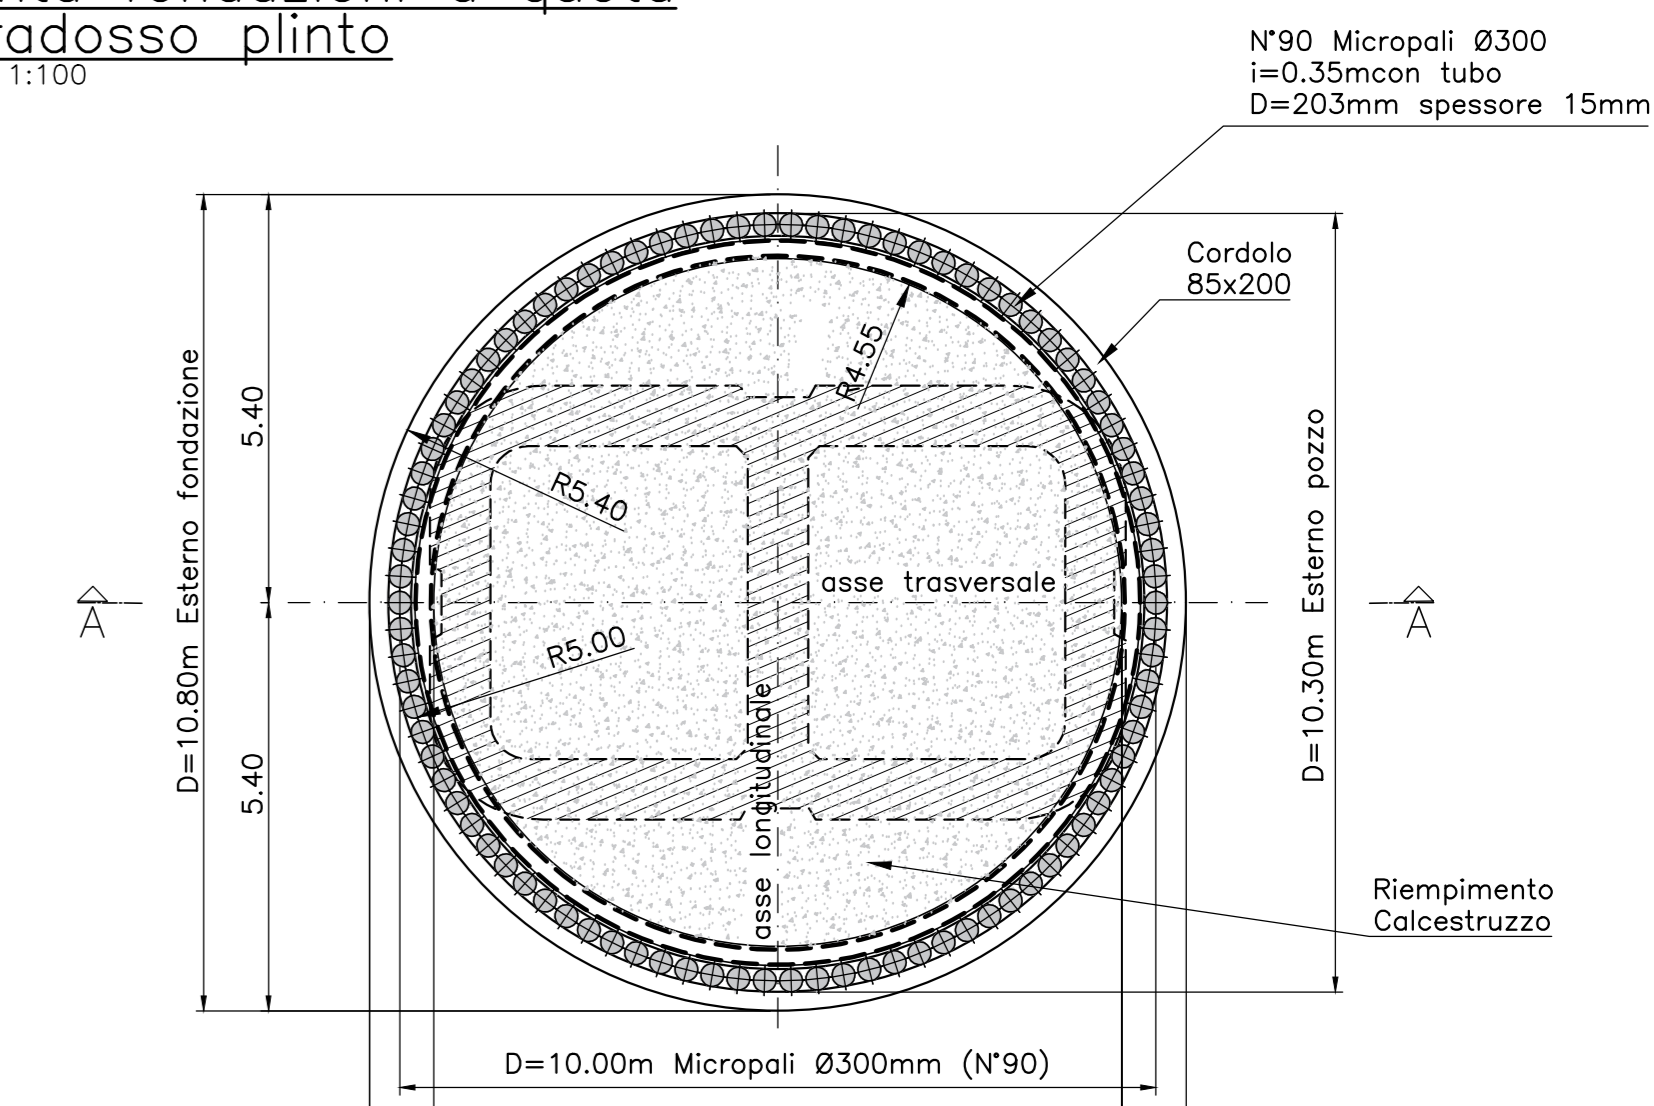 fondazioni a quota
plinto
1:100
N°90 Micropali Ø300
i=0.35mcon tubo
D=203mm spessore 15mm
Cordolo
85x200
R4.55
D=10.80m Esterno fondazione
5.40
5.40
R5.40
R5.00
asse trasversale
asse longitudinale
A
A
D=10.30m Esterno pozzo
Riempimento
Calcestruzzo
D=10.00m Micropali Ø300mm (N°90)